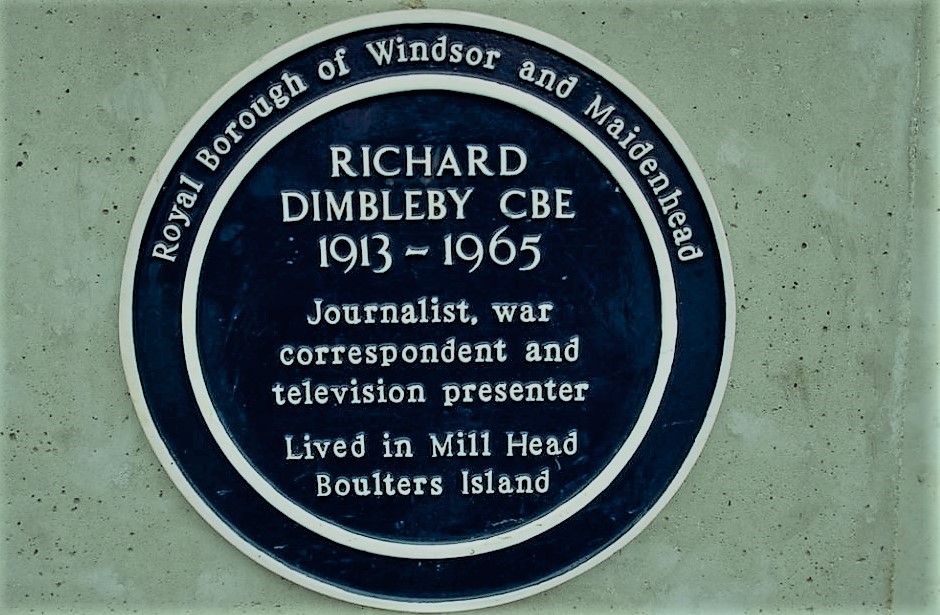 Royal Borough of Windsor and Maidenhead
RICHARD
DIMBLEBY CBE
1913 - 1965
Journalist, war
correspondent and
television presenter
Lived in Mill Head
Boulters Island